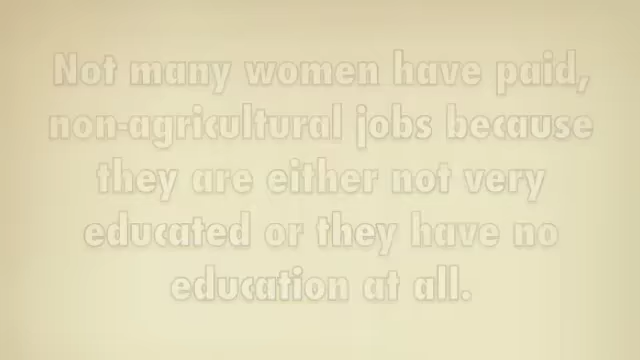 Not many women have paid,
non-agricultural jobs because
they are either not very
educated or they have no
education at all.